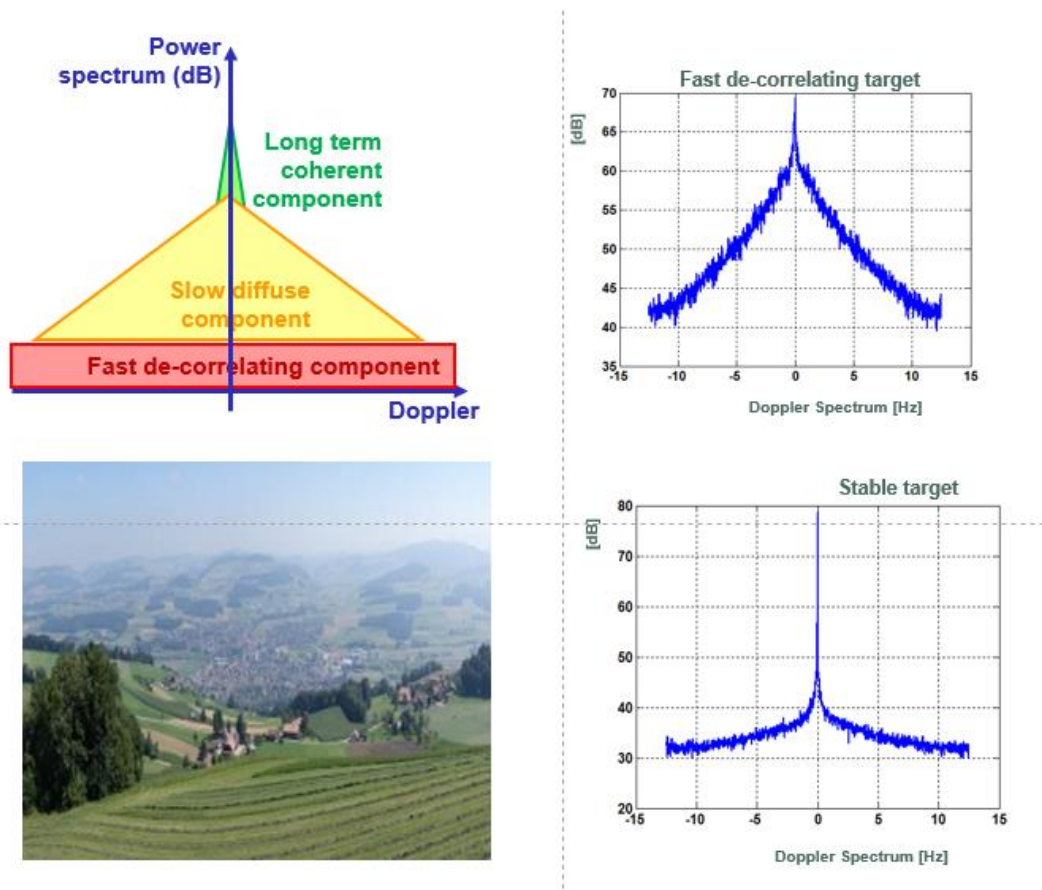 Power
spectrum (dB)
Long term
coherent
component
Slow diffuse
component
Fast de-correlating component
Doppler
Fast de-correlating target
[dB]
70
65
60
55
50
45
40
35
-15 -10 -5 0 5 10 15
Doppler Spectrum [Hz]
Stable target
[dB]
80
70
60
50
40
30
20
-15 -10 -5 0 5 10 15
Doppler Spectrum [Hz]